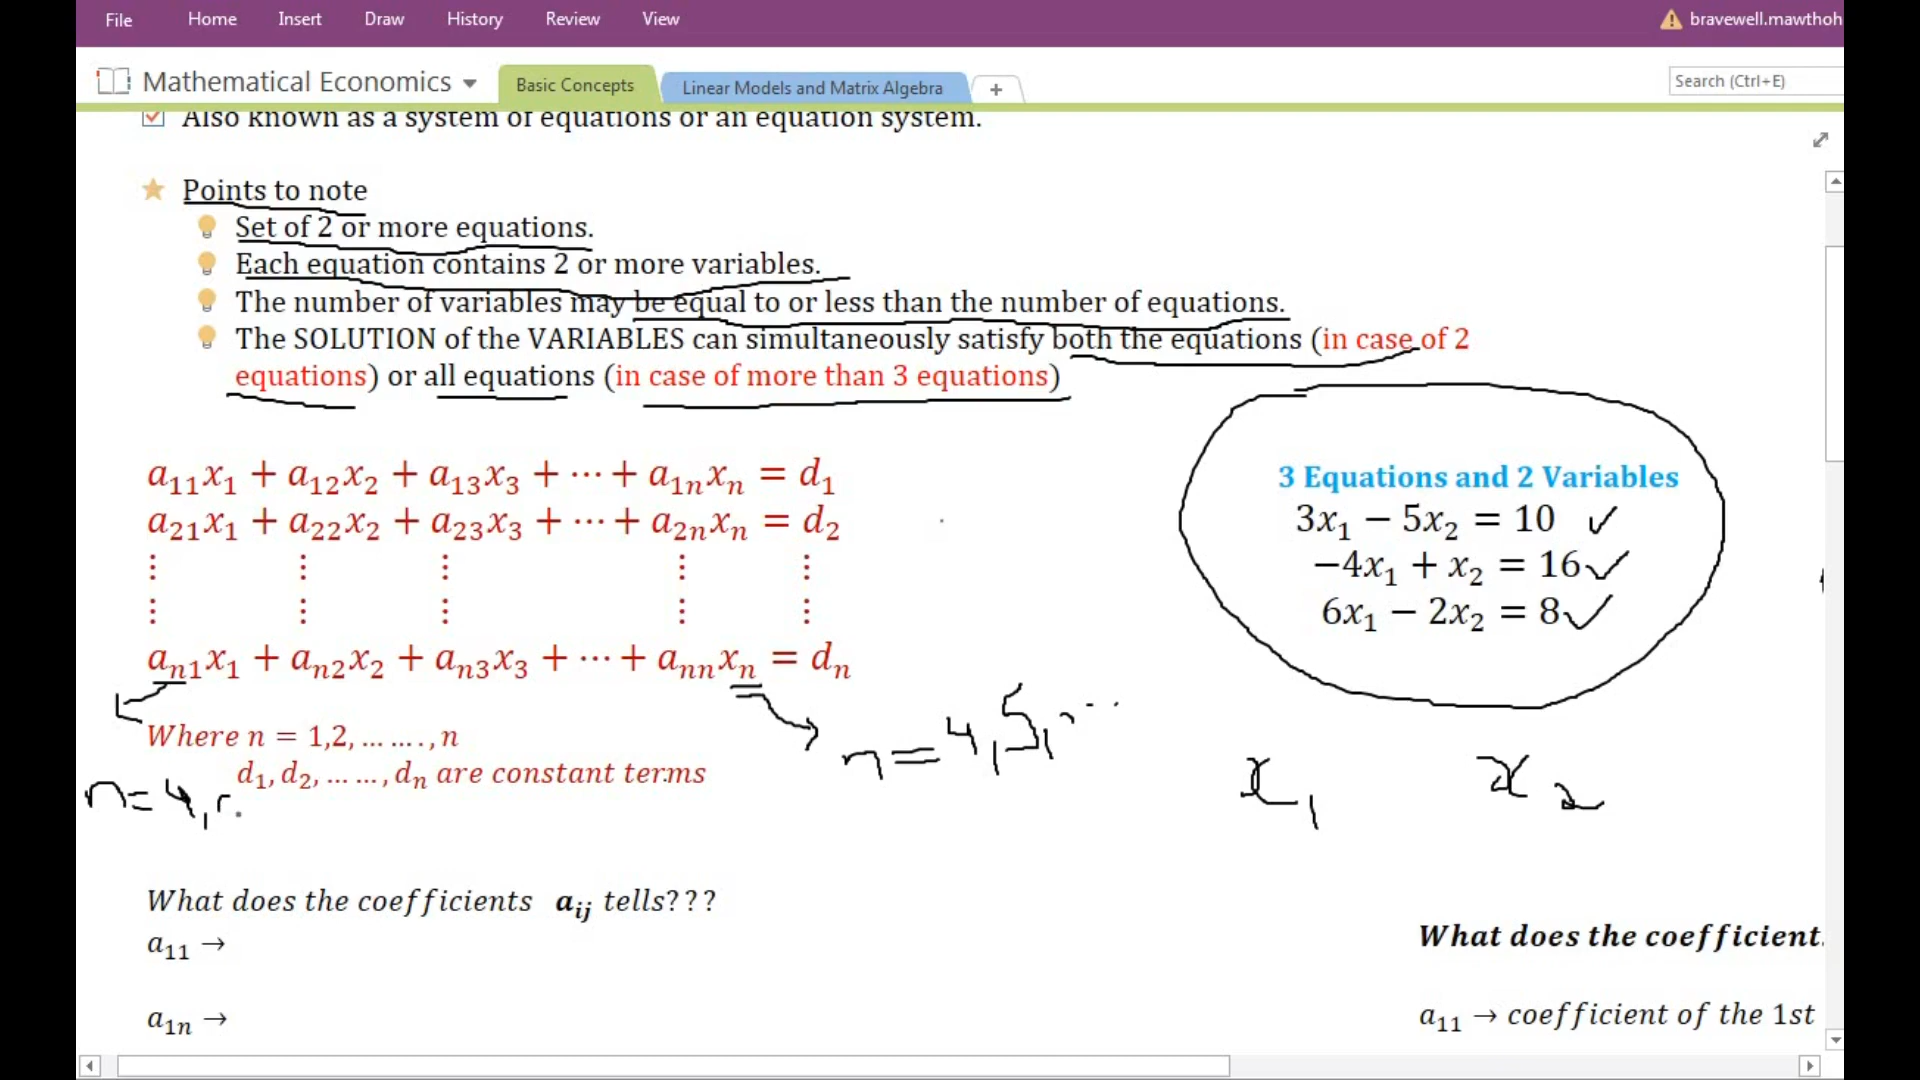 File Home Insert Draw History Review View bravewell.mawthoh
Mathematical Economics Basic Concepts Linear Models and Matrix Algebra + Search (Ctrl+E)
Also known as a system of equations or an equation system.
Points to note
Set of 2 or more equations.
Each equation contains 2 or more variables.
The number of variables may be equal to or less than the number of equations.
The SOLUTION of the VARIABLES can simultaneously satisfy both the equations (in case of 2
equations) or all equations (in case of more than 3 equations)
a₁₁x₁ + a₁₂x₂ + a₁₃x₃ + ⋯ + a₁ₙxₙ = d₁
a₂₁x₁ + a₂₂x₂ + a₂₃x₃ + ⋯ + a₂ₙxₙ = d₂
⋮ ⋮ ⋮ ⋮ ⋮
⋮ ⋮ ⋮ ⋮ ⋮
aₙ₁x₁ + aₙ₂x₂ + aₙ₃x₃ + ⋯ + aₙₙxₙ = dₙ
3 Equations and 2 Variables
3x₁ − 5x₂ = 10 ✓
−4x₁ + x₂ = 16 ✓
6x₁ − 2x₂ = 8 ✓
Where n = 1,2, … … . , n
d₁, d₂, … … , dₙ are constant terms
n = 4, 5, ...
n = 4,
x₁ x₂
What does the coefficients aᵢⱼ tells???
a₁₁ →
a₁ₙ →
What does the coefficient
a₁₁ → coefficient of the 1st